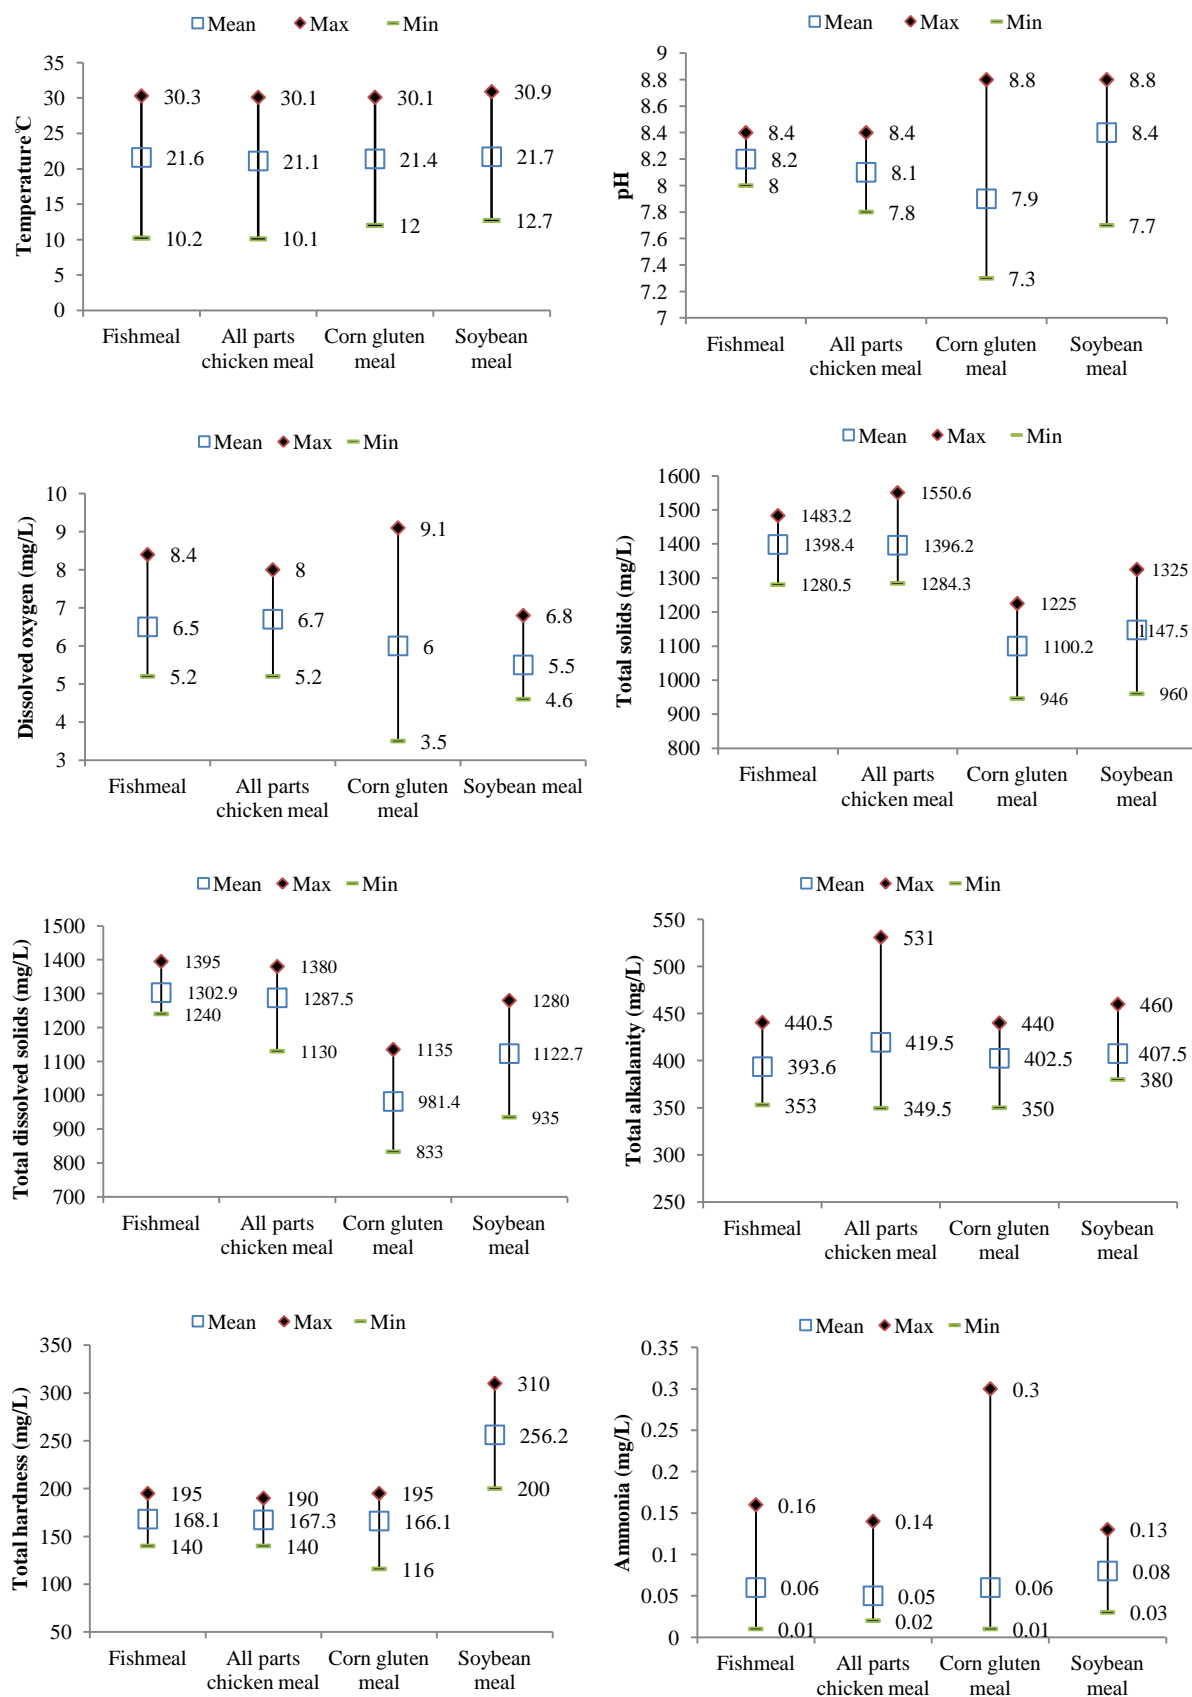 Mean Max Min
Temperature°C
35
30
25
20
15
10
5
0
30.3 30.1 30.1 30.9
21.6 21.1 21.4 21.7
10.2 10.1 12 12.7
Fishmeal All parts Corn gluten Soybean
chicken meal meal meal
Mean Max Min
pH
9
8.8
8.6
8.4
8.2
8
7.8
7.6
7.4
7.2
7
8.4 8.4 8.8 8.8
8.2 8.1 7.9 8.4
8 7.8 7.3 7.7
Fishmeal All parts Corn gluten Soybean
chicken meal meal meal
Mean Max Min
Dissolved oxygen (mg/L)
10
9
8
7
6
5
4
3
8.4 8 9.1 6.8
6.5 6.7 6 5.5
5.2 5.2 3.5 4.6
Fishmeal All parts Corn gluten Soybean meal
chicken meal meal
Mean Max Min
Total solids (mg/L)
1600
1500
1400
1300
1200
1100
1000
900
800
1483.2 1550.6 1225 1325
1398.4 1396.2 1100.2 1147.5
1280.5 1284.3 946 960
Fishmeal All parts Corn gluten Soybean
chicken meal meal meal
Mean Max Min
Total dissolved solids (mg/L)
1500
1400
1300
1200
1100
1000
900
800
700
1395 1380 1135 1280
1302.9 1287.5 981.4 1122.7
1240 1130 833 935
Fishmeal All parts Corn gluten Soybean
chicken meal meal meal
Mean Max Min
Total alkalanity (mg/L)
550
500
450
400
350
300
250
440.5 531 440 460
393.6 419.5 402.5 407.5
353 349.5 350 380
Fishmeal All parts Corn gluten Soybean
chicken meal meal meal
Mean Max Min
Total hardness (mg/L)
350
300
250
200
150
100
50
195 190 195 310
168.1 167.3 166.1 256.2
140 140 116 200
Fishmeal All parts Corn gluten Soybean
chicken meal meal meal
Mean Max Min
Ammonia (mg/L)
0.35
0.3
0.25
0.2
0.15
0.1
0.05
0
0.16 0.14 0.3 0.13
0.06 0.05 0.06 0.08
0.01 0.02 0.01 0.03
Fishmeal All parts Corn gluten Soybean
chicken meal meal meal